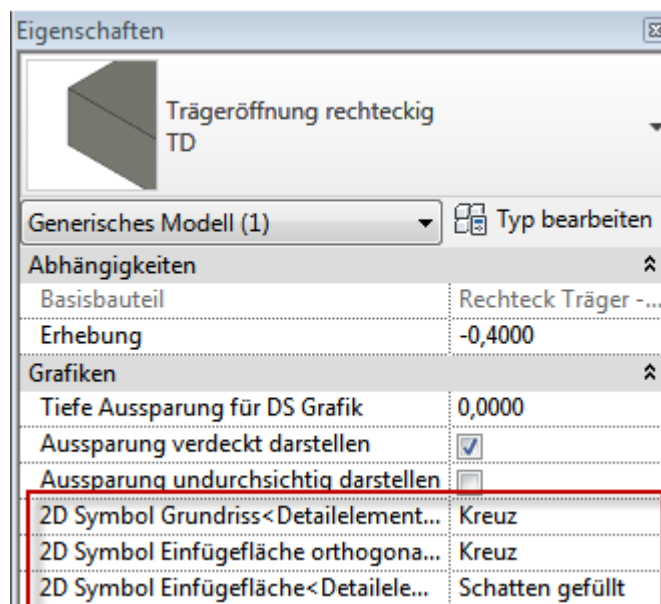 Eigenschaften
Trägeröffnung rechteckig
TD
Generisches Modell (1)
Typ bearbeiten
Abhängigkeiten
Basisbauteil Rechteck Träger -...
Erhebung -0,4000
Grafiken
Tiefe Aussparung für DS Grafik 0,0000
Aussparung verdeckt darstellen
Aussparung undurchsichtig darstellen
2D Symbol Grundriss<Detailelement... Kreuz
2D Symbol Einfügefläche orthogona... Kreuz
2D Symbol Einfügefläche<Detailele... Schatten gefüllt